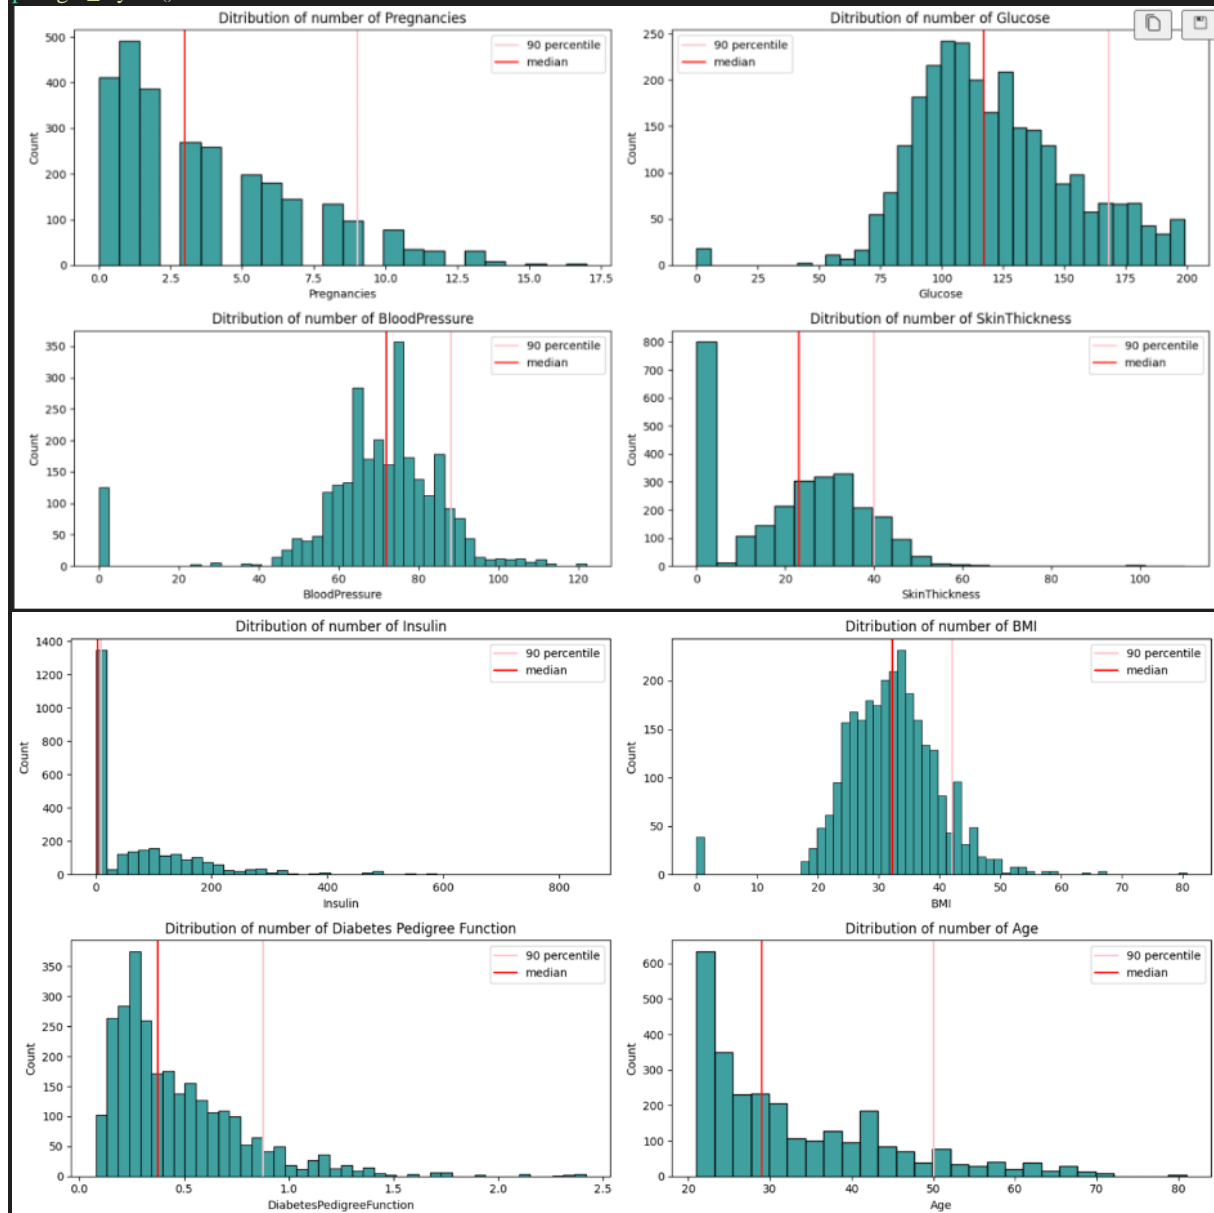 Ditribution of number of Pregnancies
500
400
300
200
100
0
Count
0.0 2.5 5.0 7.5 10.0 12.5 15.0 17.5
Pregnancies
90 percentile
median
Ditribution of number of Glucose
250
200
150
100
50
0
Count
0 25 50 75 100 125 150 175 200
Glucose
90 percentile
median
Ditribution of number of BloodPressure
350
300
250
200
150
100
50
0
Count
0 20 40 60 80 100 120
BloodPressure
90 percentile
median
Ditribution of number of SkinThickness
800
700
600
500
400
300
200
100
0
Count
0 20 40 60 80 100
SkinThickness
90 percentile
median
Ditribution of number of Insulin
1400
1200
1000
800
600
400
200
0
Count
0 200 400 600 800
Insulin
90 percentile
median
Ditribution of number of BMI
200
150
100
50
0
Count
0 10 20 30 40 50 60 70 80
BMI
90 percentile
median
Ditribution of number of Diabetes Pedigree Function
350
300
250
200
150
100
50
0
Count
0.0 0.5 1.0 1.5 2.0 2.5
DiabetesPedigreeFunction
90 percentile
median
Ditribution of number of Age
600
500
400
300
200
100
0
Count
20 30 40 50 60 70 80
Age
90 percentile
median